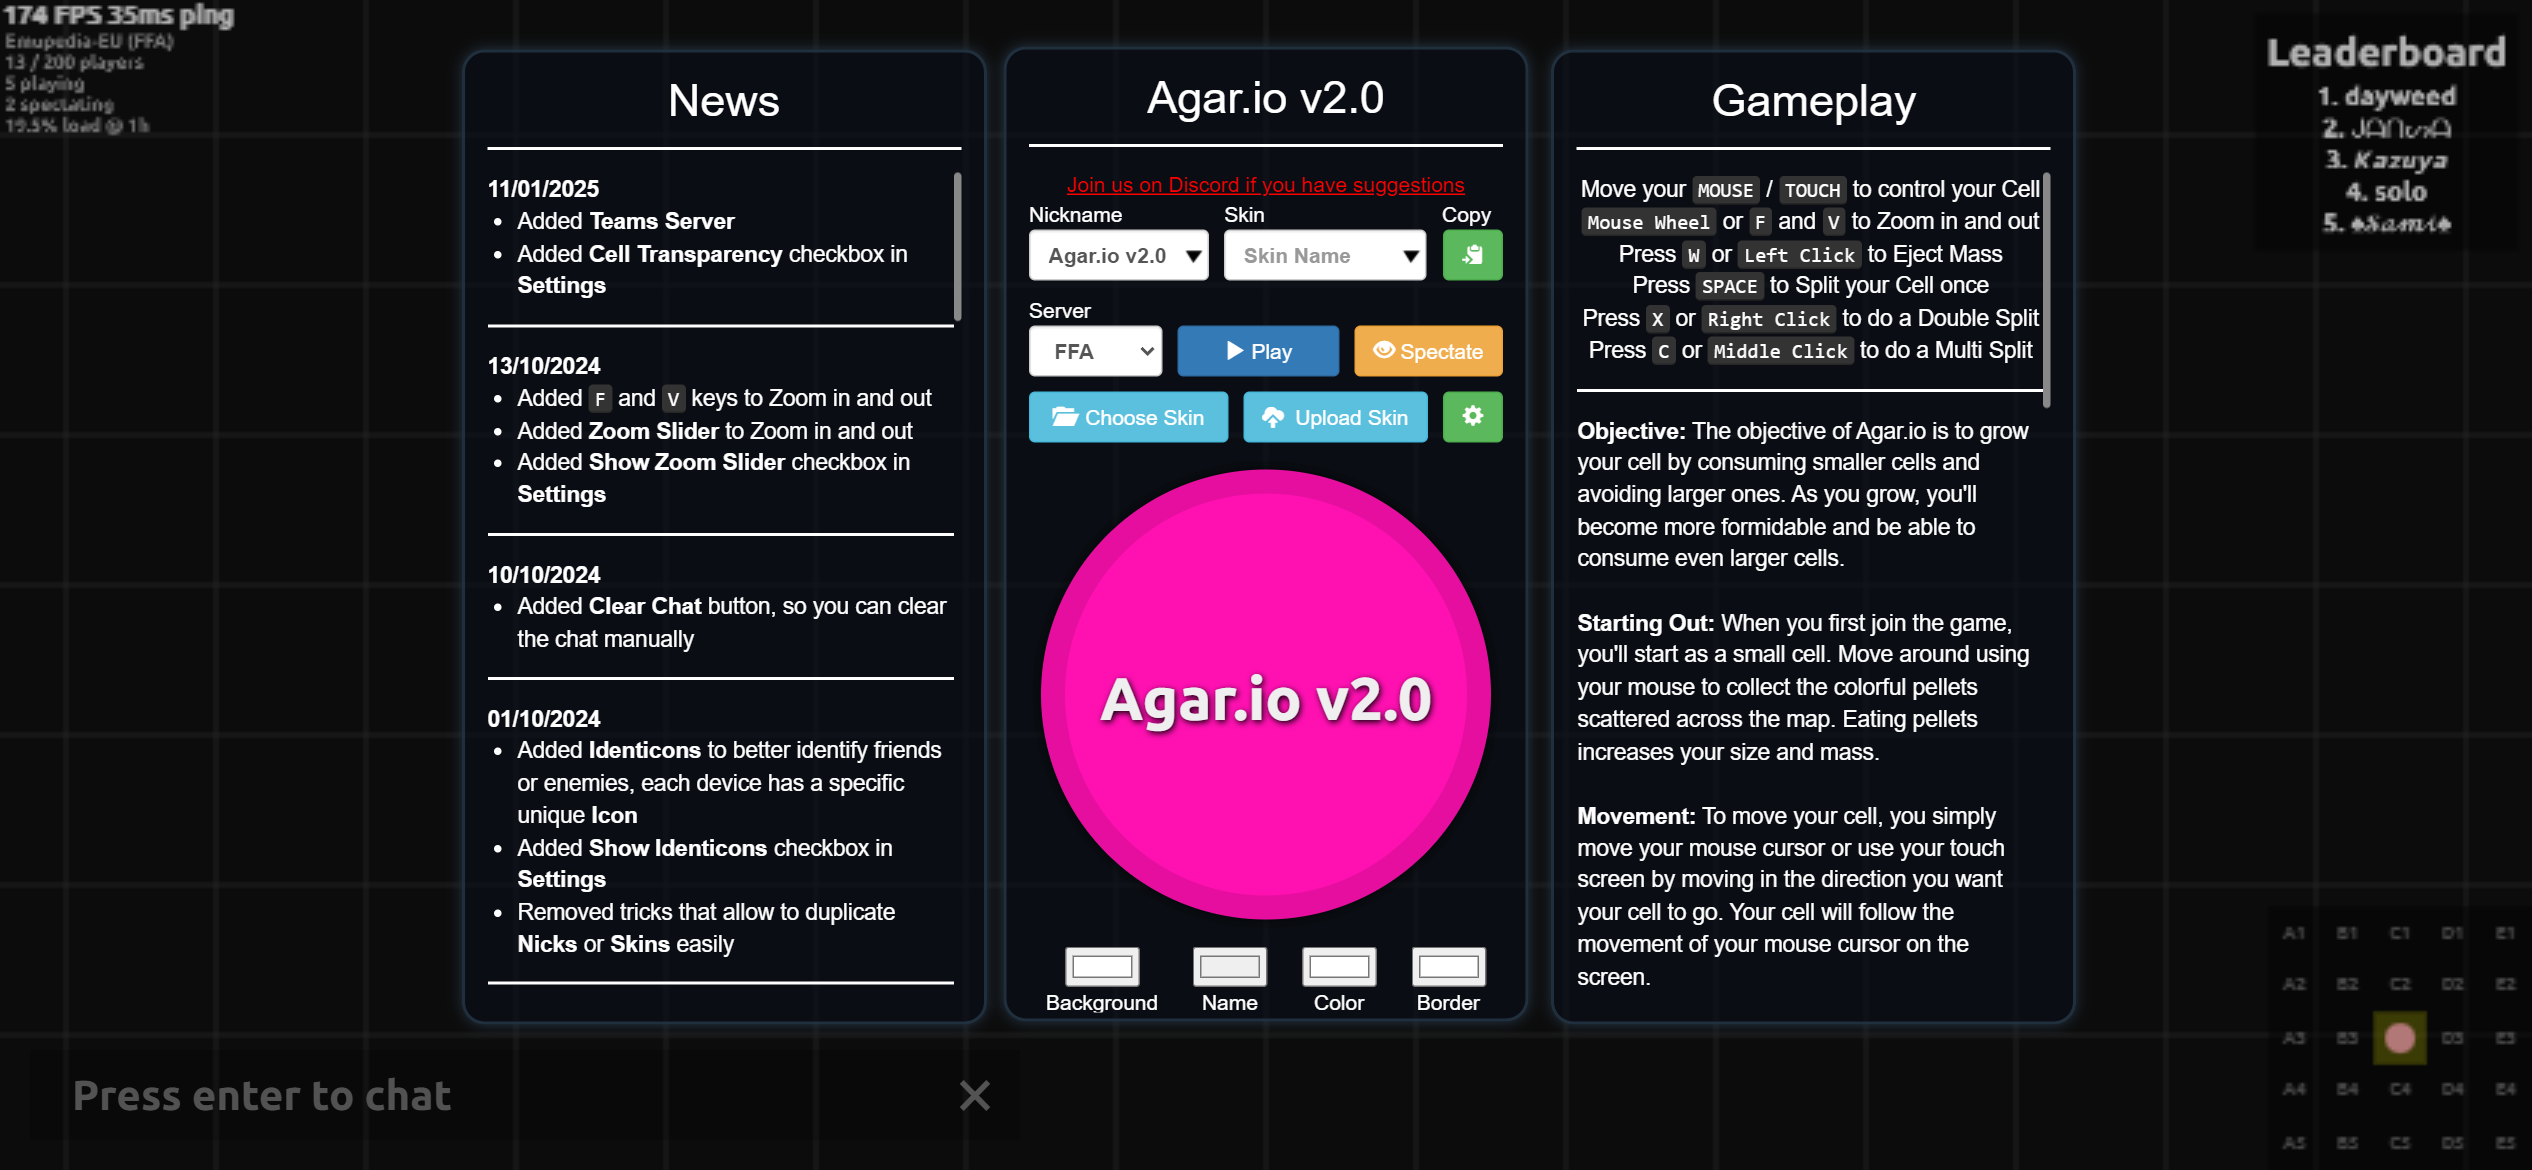 174 FPS 35ms ping
Emupedia-EU (FFA)
13 / 200 players
5 playing
2 spectating
19.5% load @ 1h
News
11/01/2025
• Added Teams Server
• Added Cell Transparency checkbox in
Settings
13/10/2024
• Added F and V keys to Zoom in and out
• Added Zoom Slider to Zoom in and out
• Added Show Zoom Slider checkbox in
Settings
10/10/2024
• Added Clear Chat button, so you can clear
the chat manually
01/10/2024
• Added Identicons to better identify friends
or enemies, each device has a specific
unique Icon
• Added Show Identicons checkbox in
Settings
• Removed tricks that allow to duplicate
Nicks or Skins easily
Agar.io v2.0
Join us on Discord if you have suggestions
Nickname Skin Copy
Agar.io v2.0 Skin Name
Server
FFA Play Spectate
Choose Skin Upload Skin
Agar.io v2.0
Background Name Color Border
Gameplay
Move your MOUSE / TOUCH to control your Cell
Mouse Wheel or F and V to Zoom in and out
Press W or Left Click to Eject Mass
Press SPACE to Split your Cell once
Press X or Right Click to do a Double Split
Press C or Middle Click to do a Multi Split
Objective: The objective of Agar.io is to grow
your cell by consuming smaller cells and
avoiding larger ones. As you grow, you'll
become more formidable and be able to
consume even larger cells.
Starting Out: When you first join the game,
you'll start as a small cell. Move around using
your mouse to collect the colorful pellets
scattered across the map. Eating pellets
increases your size and mass.
Movement: To move your cell, you simply
move your mouse cursor or use your touch
screen by moving in the direction you want
your cell to go. Your cell will follow the
movement of your mouse cursor on the
screen.
Leaderboard
1. dayweed
2.
3. Kazuya
4. solo
5. ♠Sami♠
A1 B1 C1 D1 E1
A2 B2 C2 D2 E2
A3 B3 D3 E3
A4 B4 C4 D4 E4
A5 B5 C5 D5 E5
Press enter to chat